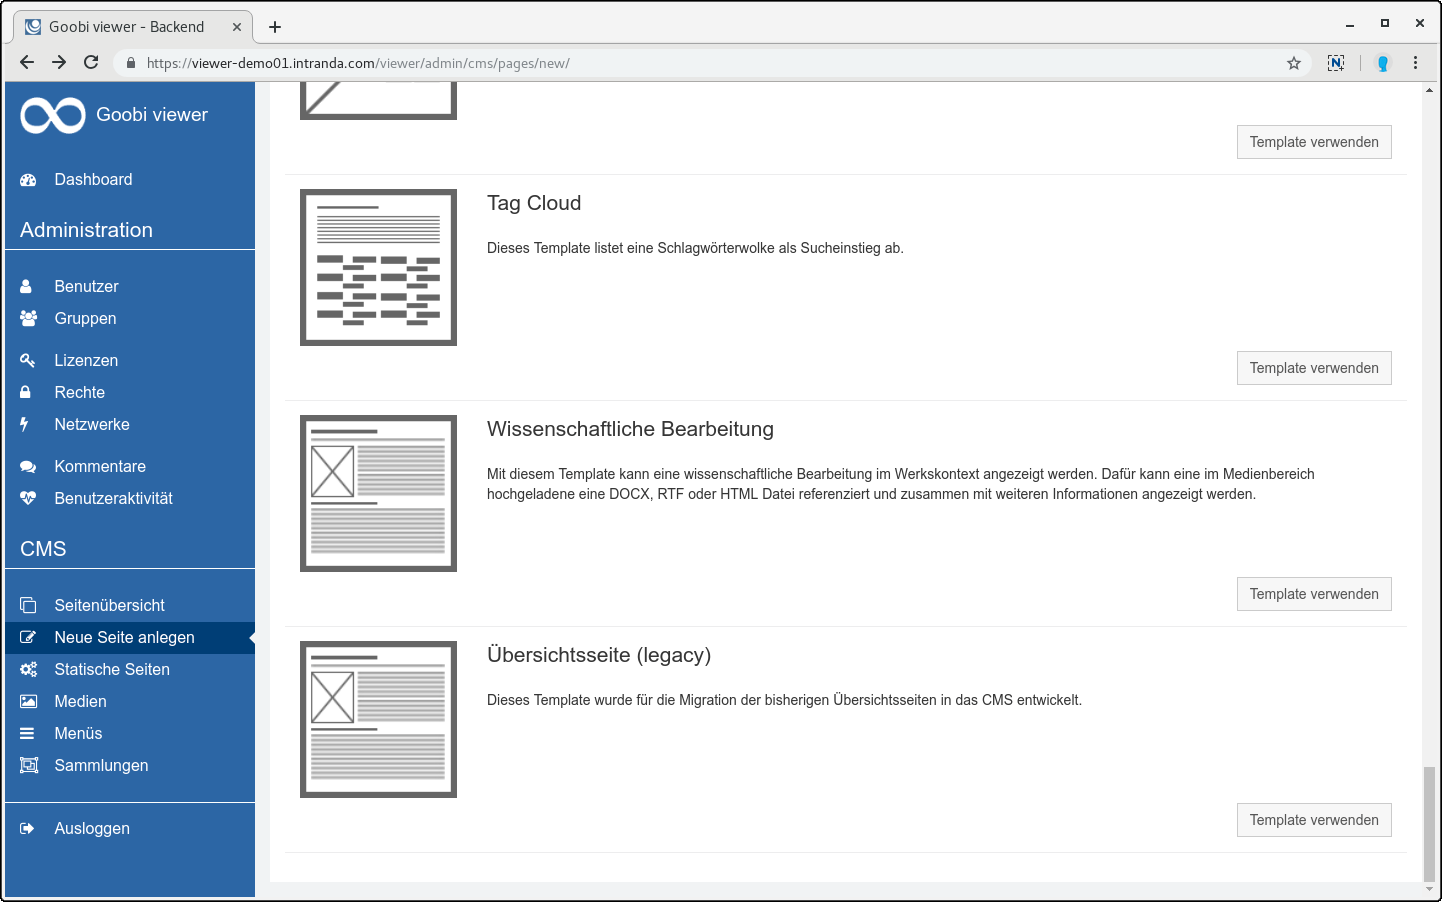 Goobi viewer - Backend
https://viewer-demo01.intranda.com/viewer/admin/cms/pages/new/
Goobi viewer
Dashboard
Administration
Benutzer
Gruppen
Lizenzen
Rechte
Netzwerke
Kommentare
Benutzeraktivität
CMS
Seitenübersicht
Neue Seite anlegen
Statische Seiten
Medien
Menüs
Sammlungen
Ausloggen
Template verwenden
Tag Cloud
Dieses Template listet eine Schlagwörterwolke als Sucheinstieg ab.
Template verwenden
Wissenschaftliche Bearbeitung
Mit diesem Template kann eine wissenschaftliche Bearbeitung im Werkskontext angezeigt werden. Dafür kann eine im Medienbereich
hochgeladene eine DOCX, RTF oder HTML Datei referenziert und zusammen mit weiteren Informationen angezeigt werden.
Template verwenden
Übersichtsseite (legacy)
Dieses Template wurde für die Migration der bisherigen Übersichtsseiten in das CMS entwickelt.
Template verwenden